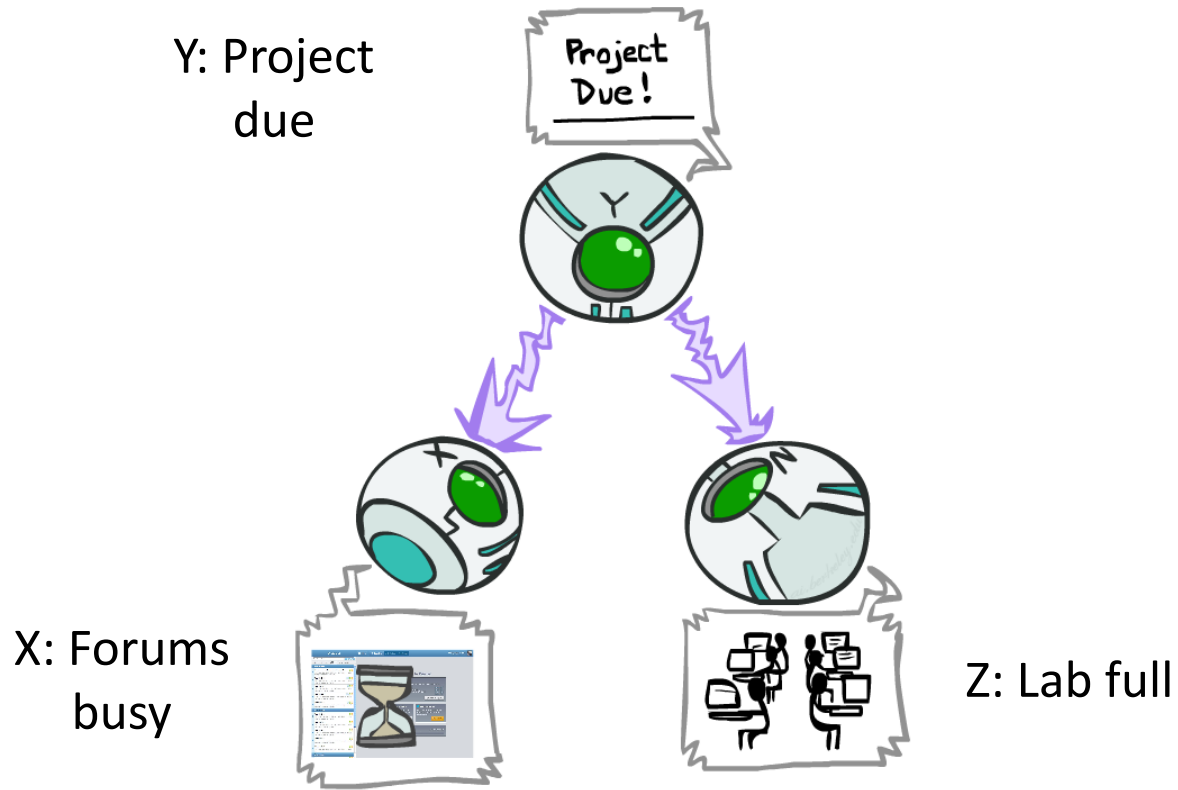 Y: Project
due
Project
Due!
Y
X
Z
X: Forums
busy
Z: Lab full